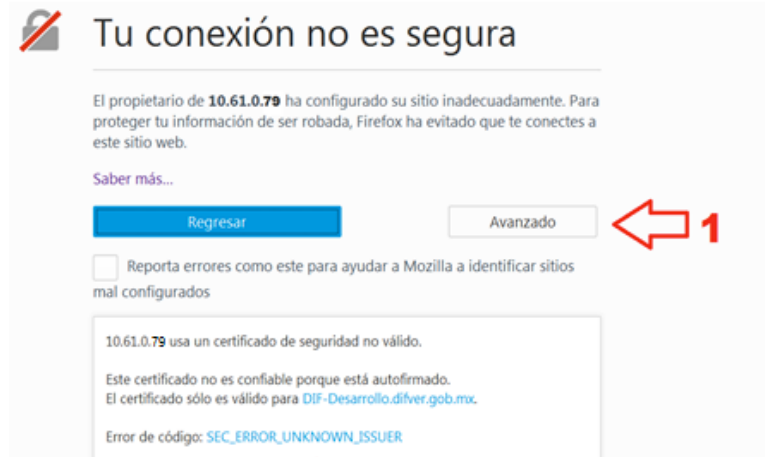 Tu conexión no es segura
El propietario de 10.61.0.79 ha configurado su sitio inadecuadamente. Para
proteger tu información de ser robada, Firefox ha evitado que te conectes a
este sitio web.
Saber más...
Regresar
Avanzado
1
Reporta errores como este para ayudar a Mozilla a identificar sitios
mal configurados
10.61.0.79 usa un certificado de seguridad no válido.
Este certificado no es confiable porque está autofirmado.
El certificado sólo es válido para DIF-Desarrollo.difver.gob.mx.
Error de código: SEC_ERROR_UNKNOWN_ISSUER